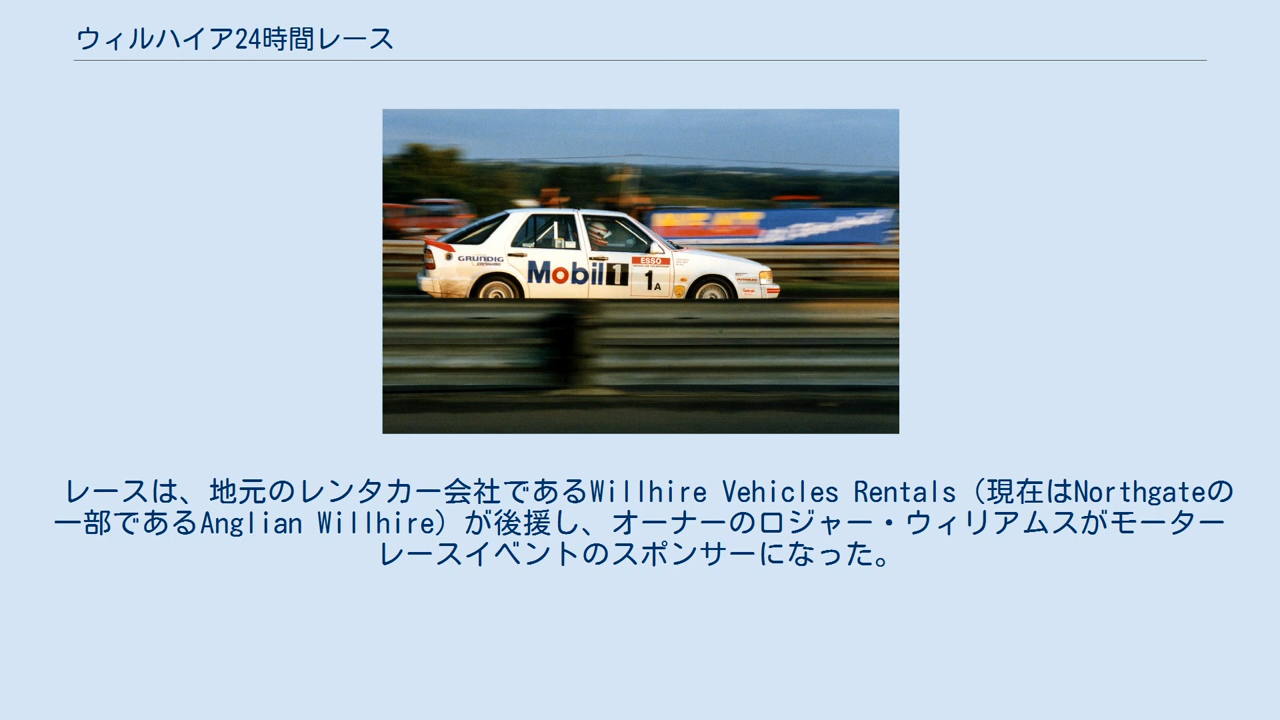 ウィルハイア24時間レース
GRUNDIG
Mobil1
ESSO
1A
レースは、地元のレンタカー会社であるWillhire Vehicles Rentals（現在はNorthgateの
一部であるAnglian Willhire）が後援し、オーナーのロジャー・ウィリアムスがモーター
レースイベントのスポンサーになった。